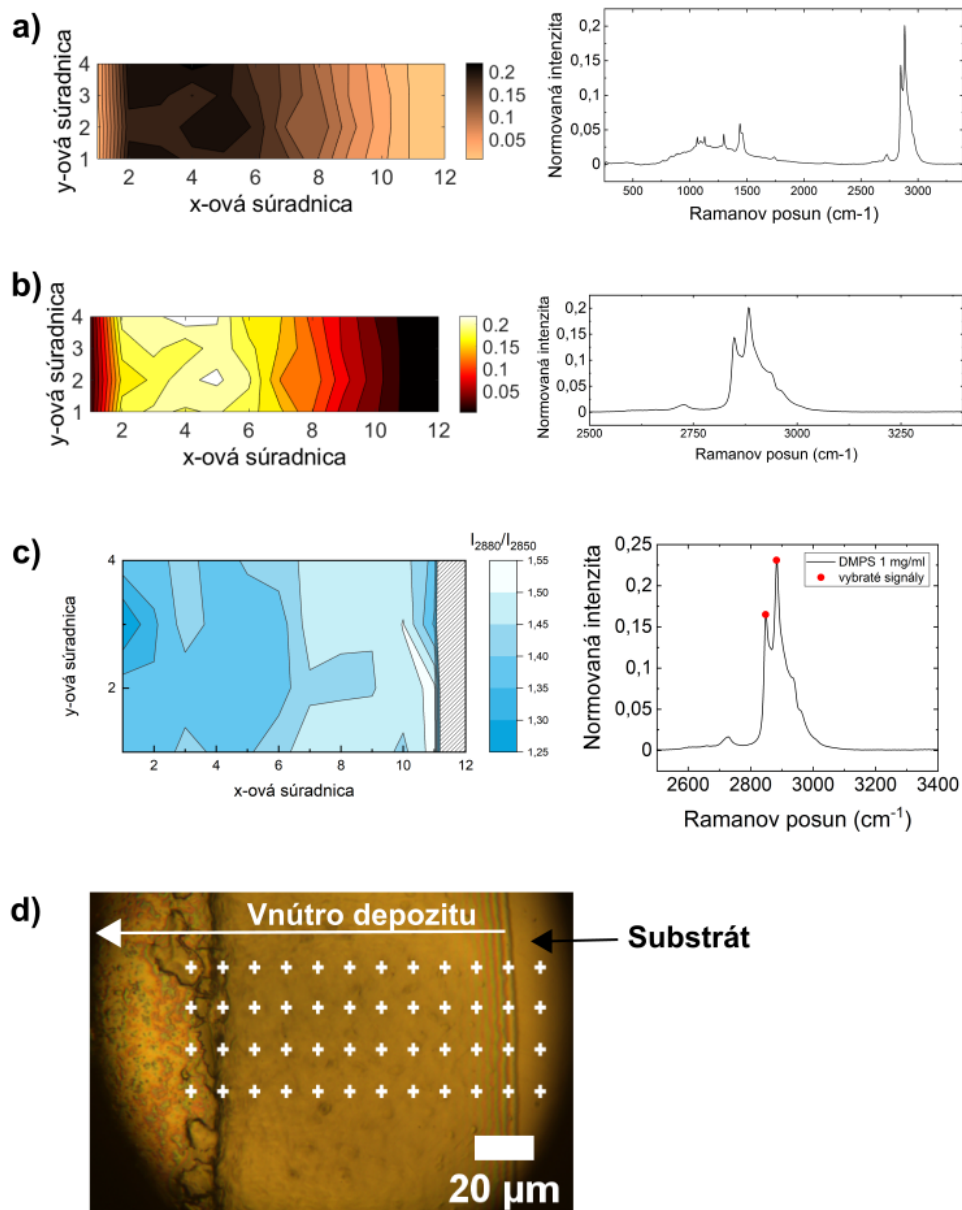 a)
4
3
2
1
y-ová súradnica
2 4 6 8 10 12
x-ová súradnica
0.2
0.15
0.1
0.05
Normovaná intenzita
0,2
0,15
0,1
0,05
0
500 1000 1500 2000 2500 3000
Ramanov posun (cm-1)
b)
4
3
2
1
y-ová súradnica
2 4 6 8 10 12
x-ová súradnica
0.2
0.15
0.1
0.05
Normovaná intenzita
0,2
0,15
0,1
0,05
0
2500 2750 3000 3250
Ramanov posun (cm-1)
c)
4
2
y-ová súradnica
2 4 6 8 10 12
x-ová súradnica
I2880/I2850
1,55
1,50
1,45
1,40
1,35
1,30
1,25
Normovaná intenzita
0,25
0,2
0,15
0,1
0,05
0
DMPS 1 mg/ml
vybraté signály
2600 2800 3000 3200 3400
Ramanov posun (cm-1)
d)
Vnútro depozitu
Substrát
20 µm